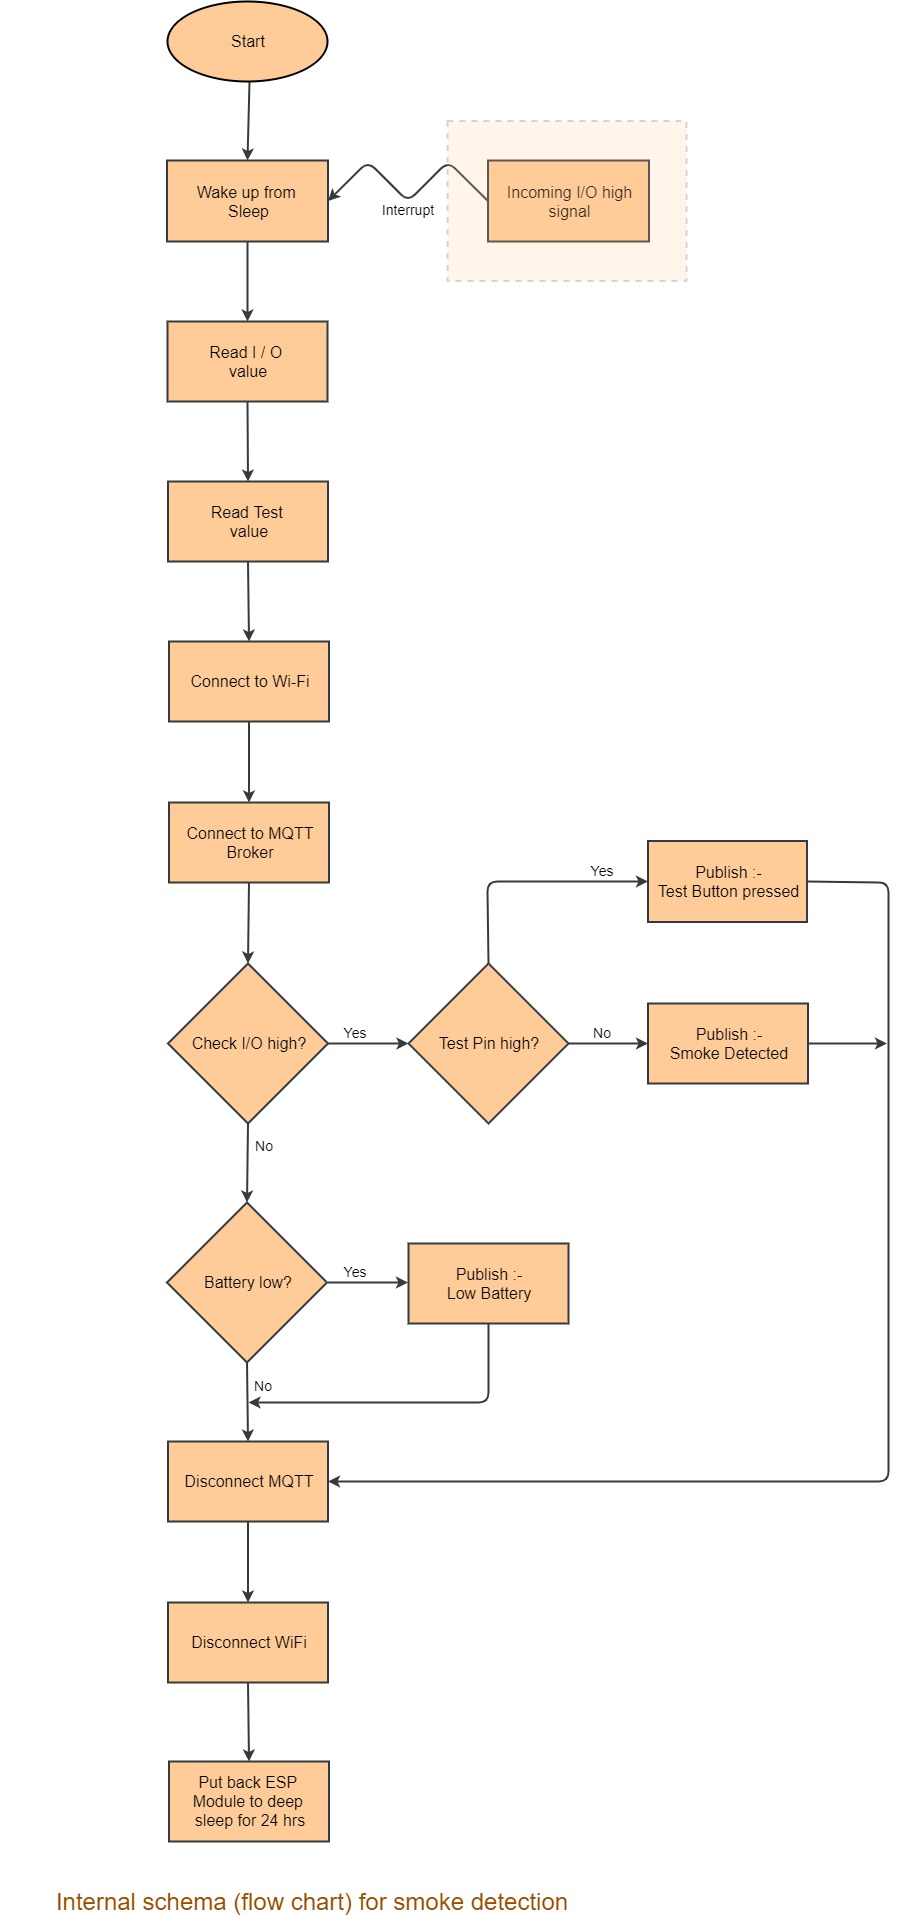 Start
Wake up from
Sleep
Interrupt
Incoming I/O high
signal
Read I / O
value
Read Test
value
Connect to Wi-Fi
Connect to MQTT
Broker
Yes
Publish :-
Test Button pressed
Check I/O high?
Yes
Test Pin high?
No
Publish :-
Smoke Detected
No
Battery low?
Yes
Publish :-
Low Battery
No
Disconnect MQTT
Disconnect WiFi
Put back ESP
Module to deep
sleep for 24 hrs
Internal schema (flow chart) for smoke detection